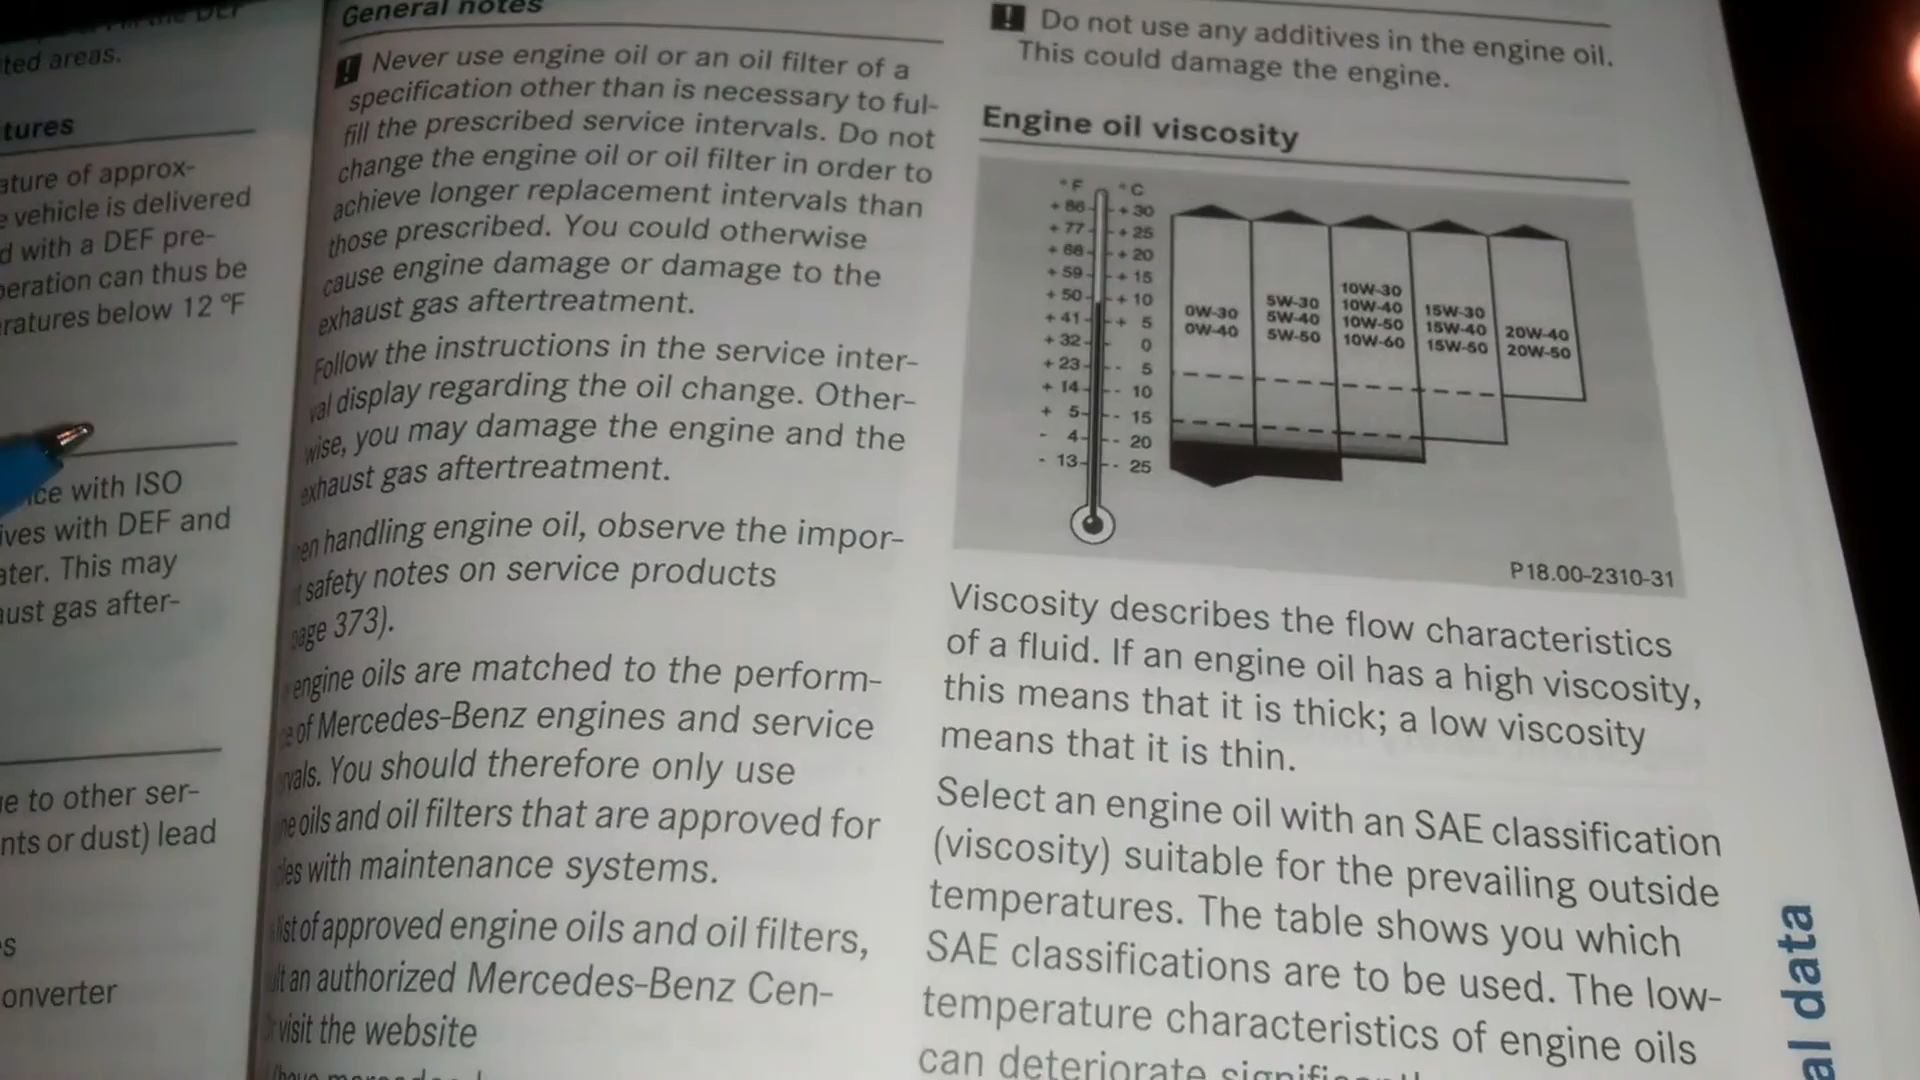 ted areas.
tures
ature of approx-
e vehicle is delivered
d with a DEF pre-
peration can thus be
eratures below 12 °F
ice with ISO
ives with DEF and
ater. This may
aust gas after-
ue to other ser-
nts or dust) lead
es
onverter
General notes
! Never use engine oil or an oil filter of a
specification other than is necessary to ful-
fill the prescribed service intervals. Do not
change the engine oil or oil filter in order to
achieve longer replacement intervals than
those prescribed. You could otherwise
cause engine damage or damage to the
exhaust gas aftertreatment.
Follow the instructions in the service inter-
val display regarding the oil change. Other-
wise, you may damage the engine and the
exhaust gas aftertreatment.
en handling engine oil, observe the impor-
t safety notes on service products
page 373).
engine oils are matched to the perform-
ce of Mercedes-Benz engines and service
rvals. You should therefore only use
ne oils and oil filters that are approved for
cles with maintenance systems.
list of approved engine oils and oil filters,
ult an authorized Mercedes-Benz Cen-
visit the website
! Do not use any additives in the engine oil.
This could damage the engine.
Engine oil viscosity
°F °C
+ 86 + 30
+ 77 + 25
+ 68 + 20
+ 59 + 15
+ 50 + 10
+ 41 + 5
+ 32 0
+ 23 - 5
+ 14 - 10
+ 5 - 15
- 4 - 20
- 13 - 25
0W-30
0W-40
5W-30
5W-40
5W-50
10W-30
10W-40
10W-50
10W-60
15W-30
15W-40
15W-50
20W-40
20W-50
P18.00-2310-31
Viscosity describes the flow characteristics
of a fluid. If an engine oil has a high viscosity,
this means that it is thick; a low viscosity
means that it is thin.
Select an engine oil with an SAE classification
(viscosity) suitable for the prevailing outside
temperatures. The table shows you which
SAE classifications are to be used. The low-
temperature characteristics of engine oils
can deteriorate
al data